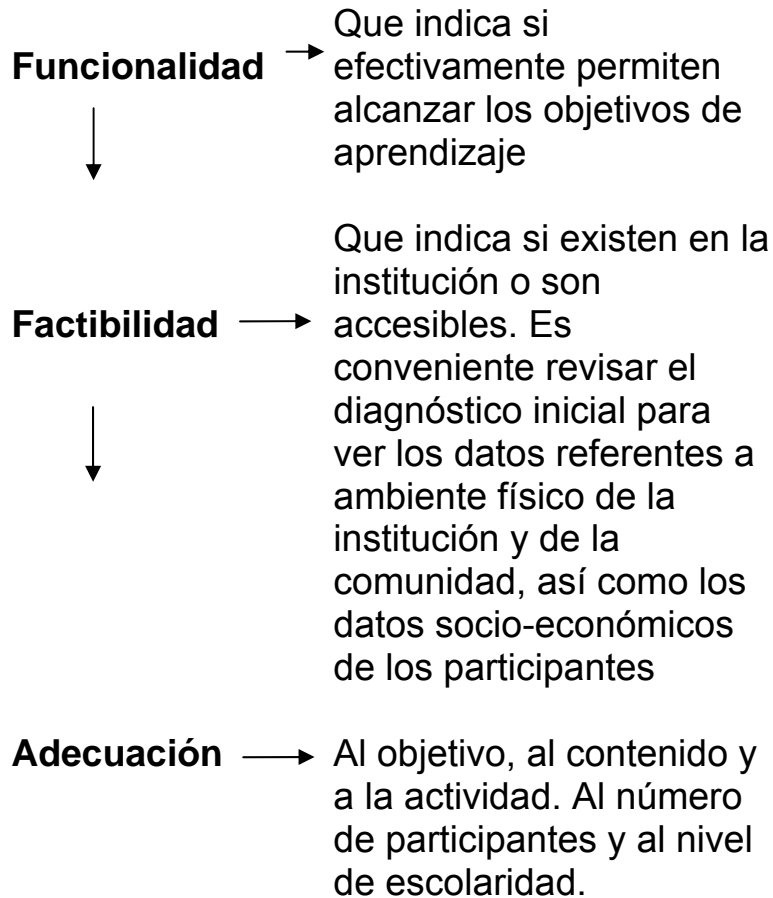 Funcionalidad
Que indica si
efectivamente permiten
alcanzar los objetivos de
aprendizaje
Factibilidad
Que indica si existen en la
institución o son
accesibles. Es
conveniente revisar el
diagnóstico inicial para
ver los datos referentes a
ambiente físico de la
institución y de la
comunidad, así como los
datos socio-económicos
de los participantes
Adecuación
Al objetivo, al contenido y
a la actividad. Al número
de participantes y al nivel
de escolaridad.